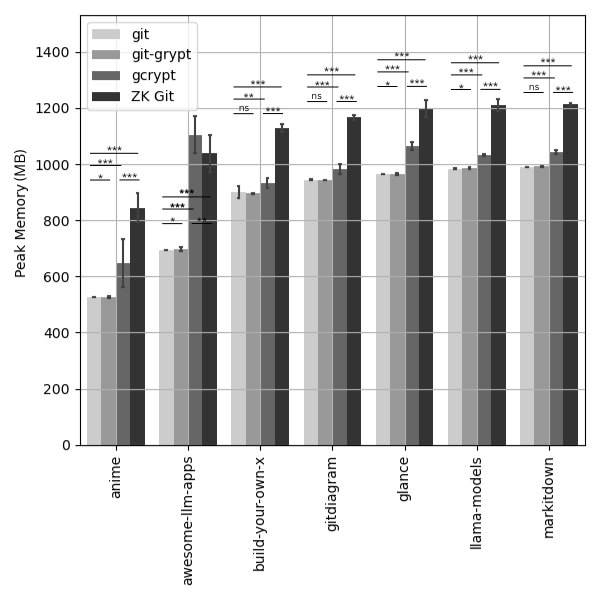 git
git-grypt
gcrypt
ZK Git
Peak Memory (MB)
1400
1200
1000
800
600
400
200
0
***
***
*
***
***
***
*
**
***
**
ns
***
***
***
ns
***
***
***
*
***
***
***
*
***
***
***
ns
***
anime
awesome-llm-apps
build-your-own-x
gitdiagram
glance
llama-models
markitdown